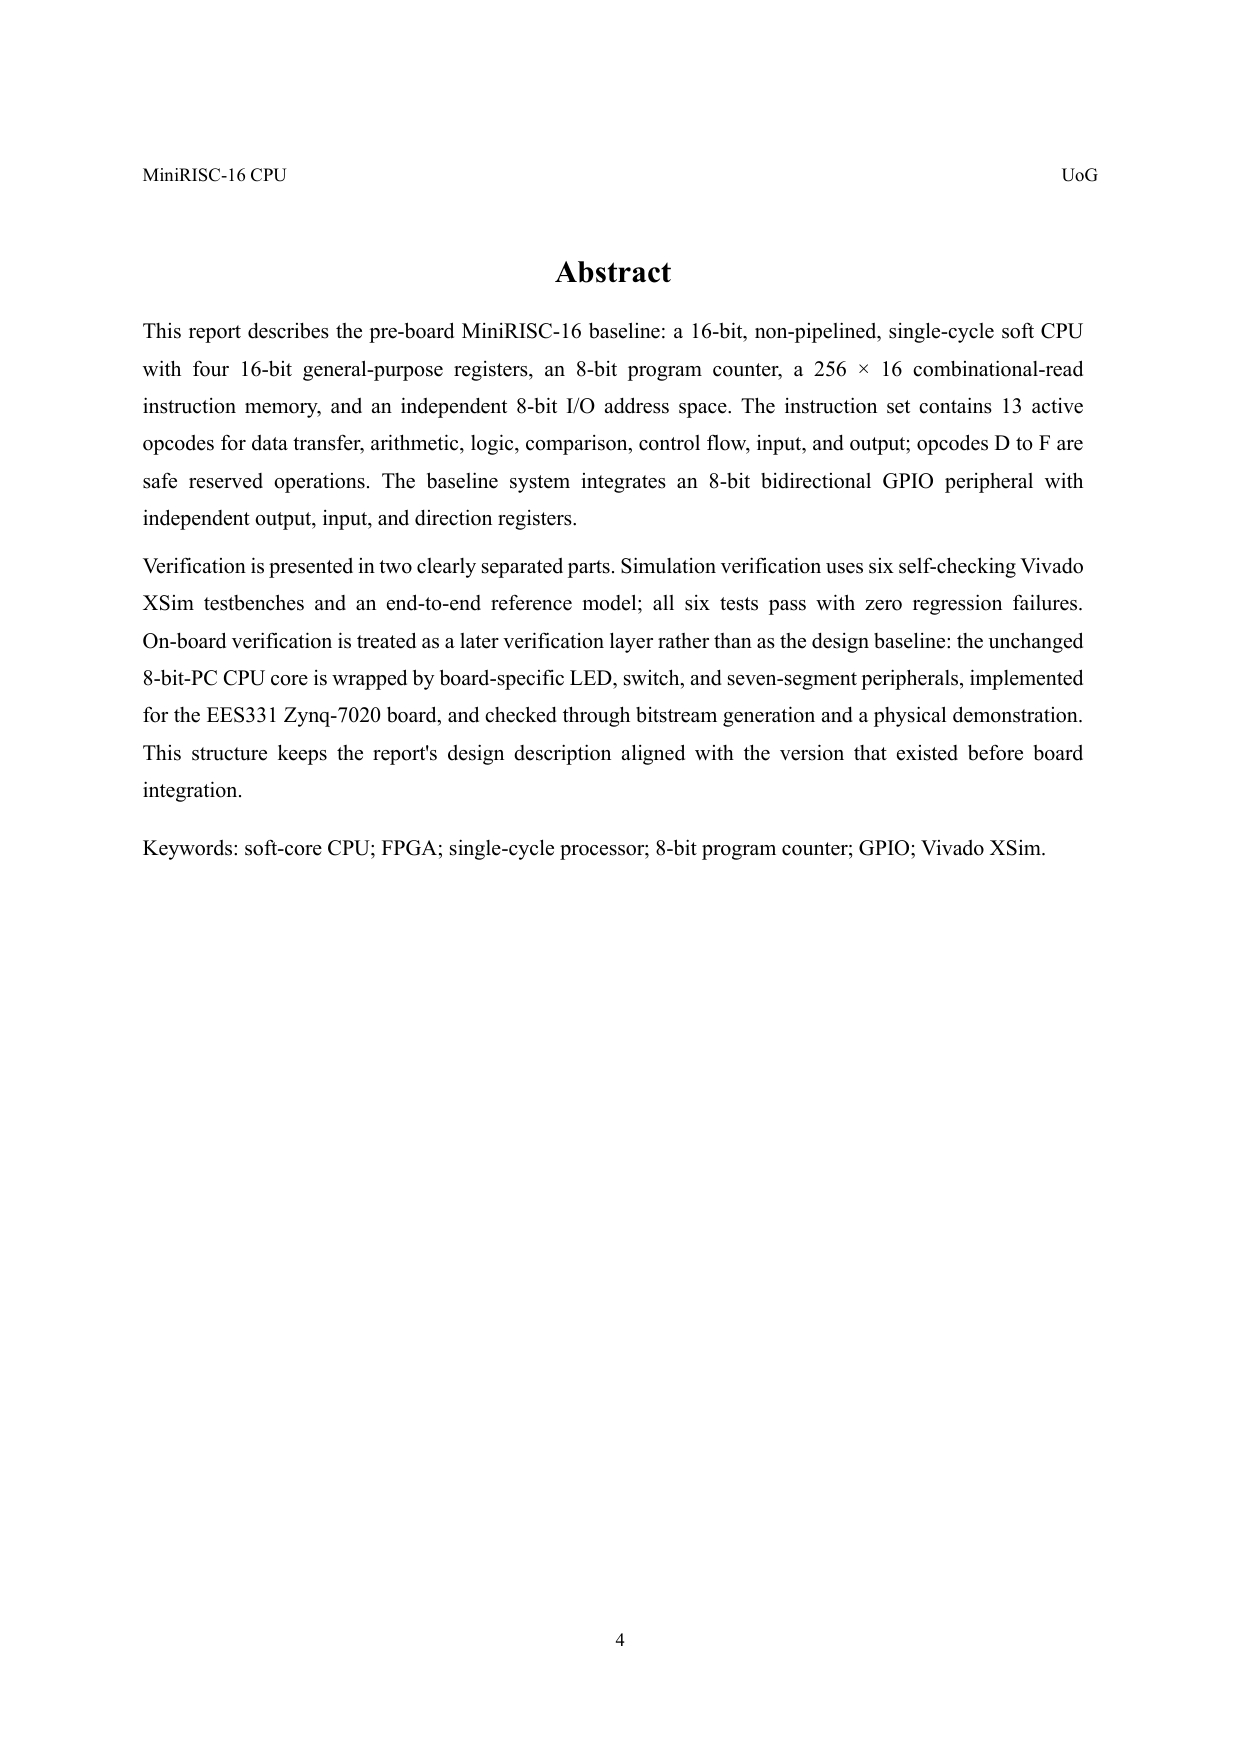 MiniRISC-16 CPU UoG
Abstract
This report describes the pre-board MiniRISC-16 baseline: a 16-bit, non-pipelined, single-cycle soft CPU
with four 16-bit general-purpose registers, an 8-bit program counter, a 256 × 16 combinational-read
instruction memory, and an independent 8-bit I/O address space. The instruction set contains 13 active
opcodes for data transfer, arithmetic, logic, comparison, control flow, input, and output; opcodes D to F are
safe reserved operations. The baseline system integrates an 8-bit bidirectional GPIO peripheral with
independent output, input, and direction registers.
Verification is presented in two clearly separated parts. Simulation verification uses six self-checking Vivado
XSim testbenches and an end-to-end reference model; all six tests pass with zero regression failures.
On-board verification is treated as a later verification layer rather than as the design baseline: the unchanged
8-bit-PC CPU core is wrapped by board-specific LED, switch, and seven-segment peripherals, implemented
for the EES331 Zynq-7020 board, and checked through bitstream generation and a physical demonstration.
This structure keeps the report's design description aligned with the version that existed before board
integration.
Keywords: soft-core CPU; FPGA; single-cycle processor; 8-bit program counter; GPIO; Vivado XSim.
4